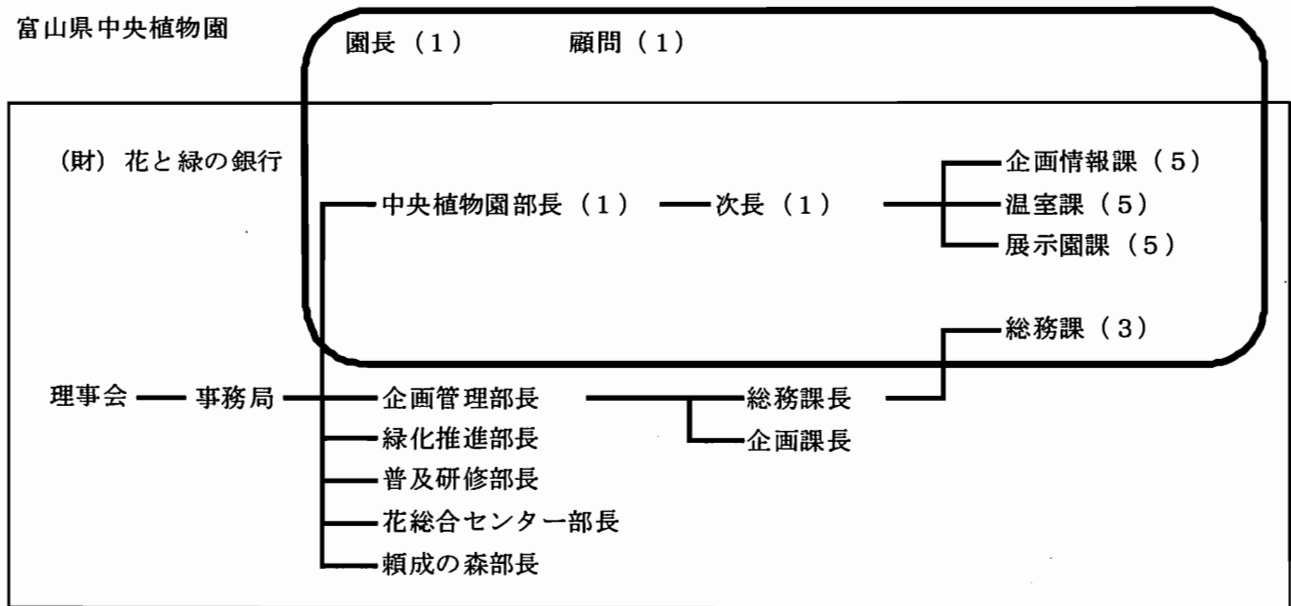 富山県中央植物園
園長（1） 顧問（1）
（財）花と緑の銀行
企画情報課（5）
中央植物園部長（1） 次長（1） 温室課（5）
展示園課（5）
総務課（3）
理事会 事務局 企画管理部長 総務課長
緑化推進部長 企画課長
普及研修部長
花総合センター部長
頼成の森部長